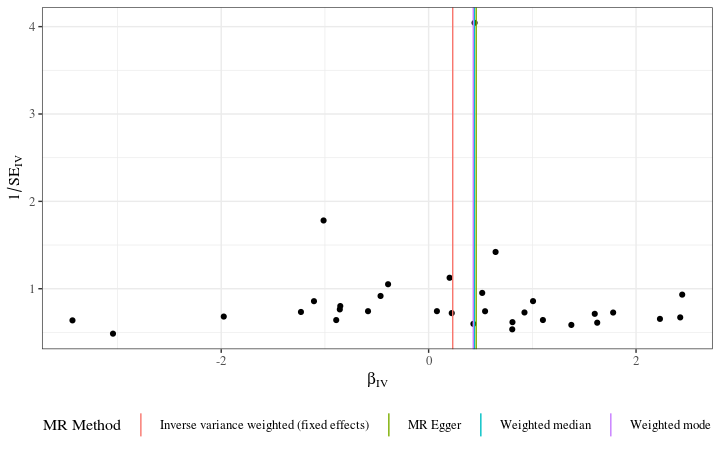 4
3
2
1
1/SE_IV
-2
0
2
β_IV
MR Method
Inverse variance weighted (fixed effects)
MR Egger
Weighted median
Weighted mode